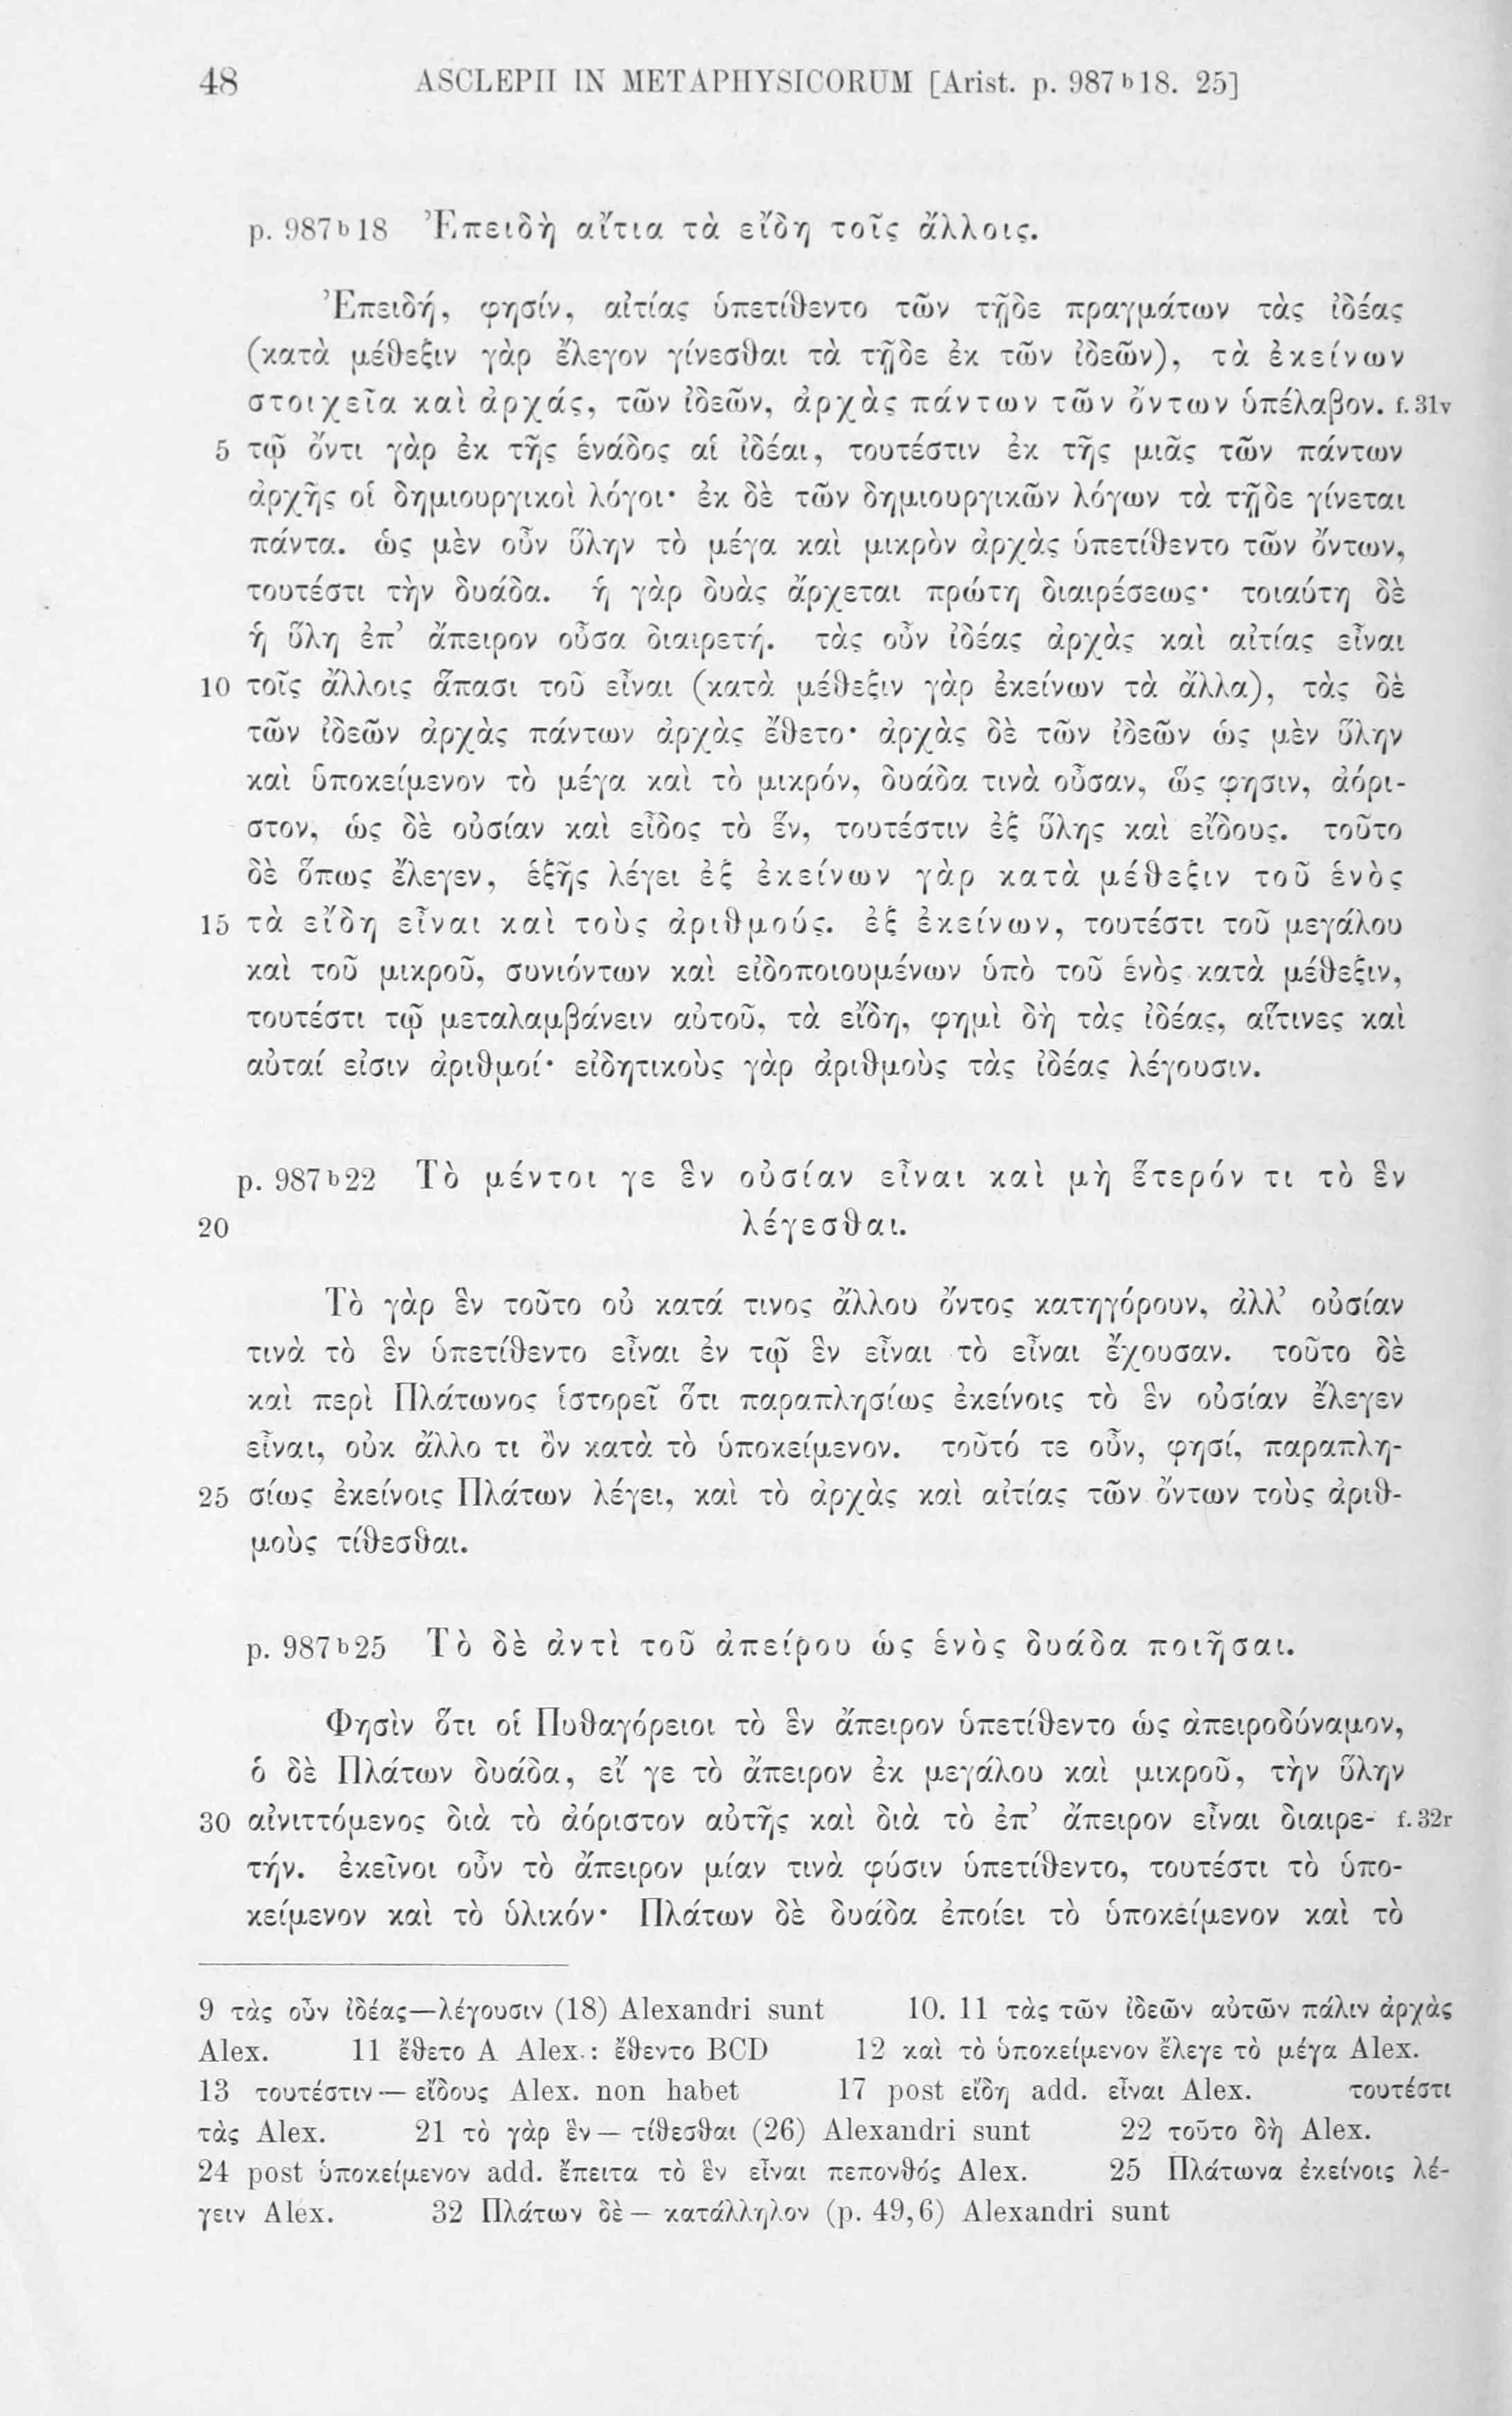 48 ASCLEPII IN METAPHYSICORUM [Arist. p. 987ᵇ18. 25]
p. 987ᵇ18 Ἐπειδὴ αἴτια τὰ εἴδη τοῖς ἄλλοις.
Ἐπειδή, φησίν, αἰτίας ὑπετίθεντο τῶν τῇδε πραγμάτων τὰς ἰδέας
(κατὰ μέθεξιν γὰρ ἔλεγον γίνεσθαι τὰ τῇδε ἐκ τῶν ἰδεῶν), τὰ ἐκείνων
στοιχεῖα καὶ ἀρχάς, τῶν ἰδεῶν, ἀρχὰς πάντων τῶν ὄντων ὑπέλαβον. f. 31v
5 τῷ ὄντι γὰρ ἐκ τῆς ἑνάδος αἱ ἰδέαι, τουτέστιν ἐκ τῆς μιᾶς τῶν πάντων
ἀρχῆς οἱ δημιουργικοὶ λόγοι· ἐκ δὲ τῶν δημιουργικῶν λόγων τὰ τῇδε γίνεται
πάντα. ὡς μὲν οὖν ὕλην τὸ μέγα καὶ μικρὸν ἀρχὰς ὑπετίθεντο τῶν ὄντων,
τουτέστι τὴν δυάδα. ἡ γὰρ δυὰς ἄρχεται πρώτη διαιρέσεως· τοιαύτη δὲ
ἡ ὕλη ἐπ’ ἄπειρον οὖσα διαιρετή. τὰς οὖν ἰδέας ἀρχὰς καὶ αἰτίας εἶναι
10 τοῖς ἄλλοις ἅπασι τοῦ εἶναι (κατὰ μέθεξιν γὰρ ἐκείνων τὰ ἄλλα), τὰς δὲ
τῶν ἰδεῶν ἀρχὰς πάντων ἀρχὰς ἔθετο· ἀρχὰς δὲ τῶν ἰδεῶν ὡς μὲν ὕλην
καὶ ὑποκείμενον τὸ μέγα καὶ τὸ μικρόν, δυάδα τινὰ οὖσαν, ὥς φησιν, ἀόρι-
στον, ὡς δὲ οὐσίαν καὶ εἶδος τὸ ἕν, τουτέστιν ἐξ ὕλης καὶ εἴδους. τοῦτο
δὲ ὅπως ἔλεγεν, ἑξῆς λέγει ἐξ ἐκείνων γὰρ κατὰ μέθεξιν τοῦ ἑνὸς
15 τὰ εἴδη εἶναι καὶ τοὺς ἀριθμούς. ἐξ ἐκείνων, τουτέστι τοῦ μεγάλου
καὶ τοῦ μικροῦ, συνιόντων καὶ εἰδοποιουμένων ὑπὸ τοῦ ἑνὸς κατὰ μέθεξιν,
τουτέστι τῷ μεταλαμβάνειν αὐτοῦ, τὰ εἴδη, φημὶ δὴ τὰς ἰδέας, αἵτινες καὶ
αὐταί εἰσιν ἀριθμοί· εἰδητικοὺς γὰρ ἀριθμοὺς τὰς ἰδέας λέγουσιν.
p. 987ᵇ22 Τὸ μέντοι γε ἓν οὐσίαν εἶναι καὶ μὴ ἕτερόν τι τὸ ἓν
20 λέγεσθαι.
Τὸ γὰρ ἓν τοῦτο οὐ κατά τινος ἄλλου ὄντος κατηγόρουν, ἀλλ’ οὐσίαν
τινὰ τὸ ἓν ὑπετίθεντο εἶναι ἐν τῷ ἓν εἶναι τὸ εἶναι ἔχουσαν. τοῦτο δὲ
καὶ περὶ Πλάτωνος ἱστορεῖ ὅτι παραπλησίως ἐκείνοις τὸ ἓν οὐσίαν ἔλεγεν
εἶναι, οὐκ ἄλλο τι ὂν κατὰ τὸ ὑποκείμενον. τοῦτό τε οὖν, φησί, παραπλη-
25 σίως ἐκείνοις Πλάτων λέγει, καὶ τὸ ἀρχὰς καὶ αἰτίας τῶν ὄντων τοὺς ἀριθ-
μοὺς τίθεσθαι.
p. 987ᵇ25 Τὸ δὲ ἀντὶ τοῦ ἀπείρου ὡς ἑνὸς δυάδα ποιῆσαι.
Φησὶν ὅτι οἱ Πυθαγόρειοι τὸ ἓν ἄπειρον ὑπετίθεντο ὡς ἀπειροδύναμον,
ὁ δὲ Πλάτων δυάδα, εἴ γε τὸ ἄπειρον ἐκ μεγάλου καὶ μικροῦ, τὴν ὕλην
30 αἰνιττόμενος διὰ τὸ ἀόριστον αὐτῆς καὶ διὰ τὸ ἐπ’ ἄπειρον εἶναι διαιρε- f. 32r
τήν. ἐκεῖνοι οὖν τὸ ἄπειρον μίαν τινὰ φύσιν ὑπετίθεντο, τουτέστι τὸ ὑπο-
κείμενον καὶ τὸ ὑλικόν· Πλάτων δὲ δυάδα ἐποίει τὸ ὑποκείμενον καὶ τὸ
9 τὰς οὖν ἰδέας—λέγουσιν (18) Alexandri sunt 10. 11 τὰς τῶν ἰδεῶν αὐτῶν πάλιν ἀρχὰς
Alex. 11 ἔθετο A Alex.: ἔθεντο BCD 12 καὶ τὸ ὑποκείμενον ἔλεγε τὸ μέγα Alex.
13 τουτέστιν — εἴδους Alex. non habet 17 post εἴδη add. εἶναι Alex. τουτέστι
τὰς Alex. 21 τὸ γὰρ ἓν — τίθεσθαι (26) Alexandri sunt 22 τοῦτο δὴ Alex.
24 post ὑποκείμενον add. ἔπειτα τὸ ἓν εἶναι πεπονθός Alex. 25 Πλάτωνα ἐκείνοις λέ-
γειν Alex. 32 Πλάτων δὲ — κατάλληλον (p. 49,6) Alexandri sunt